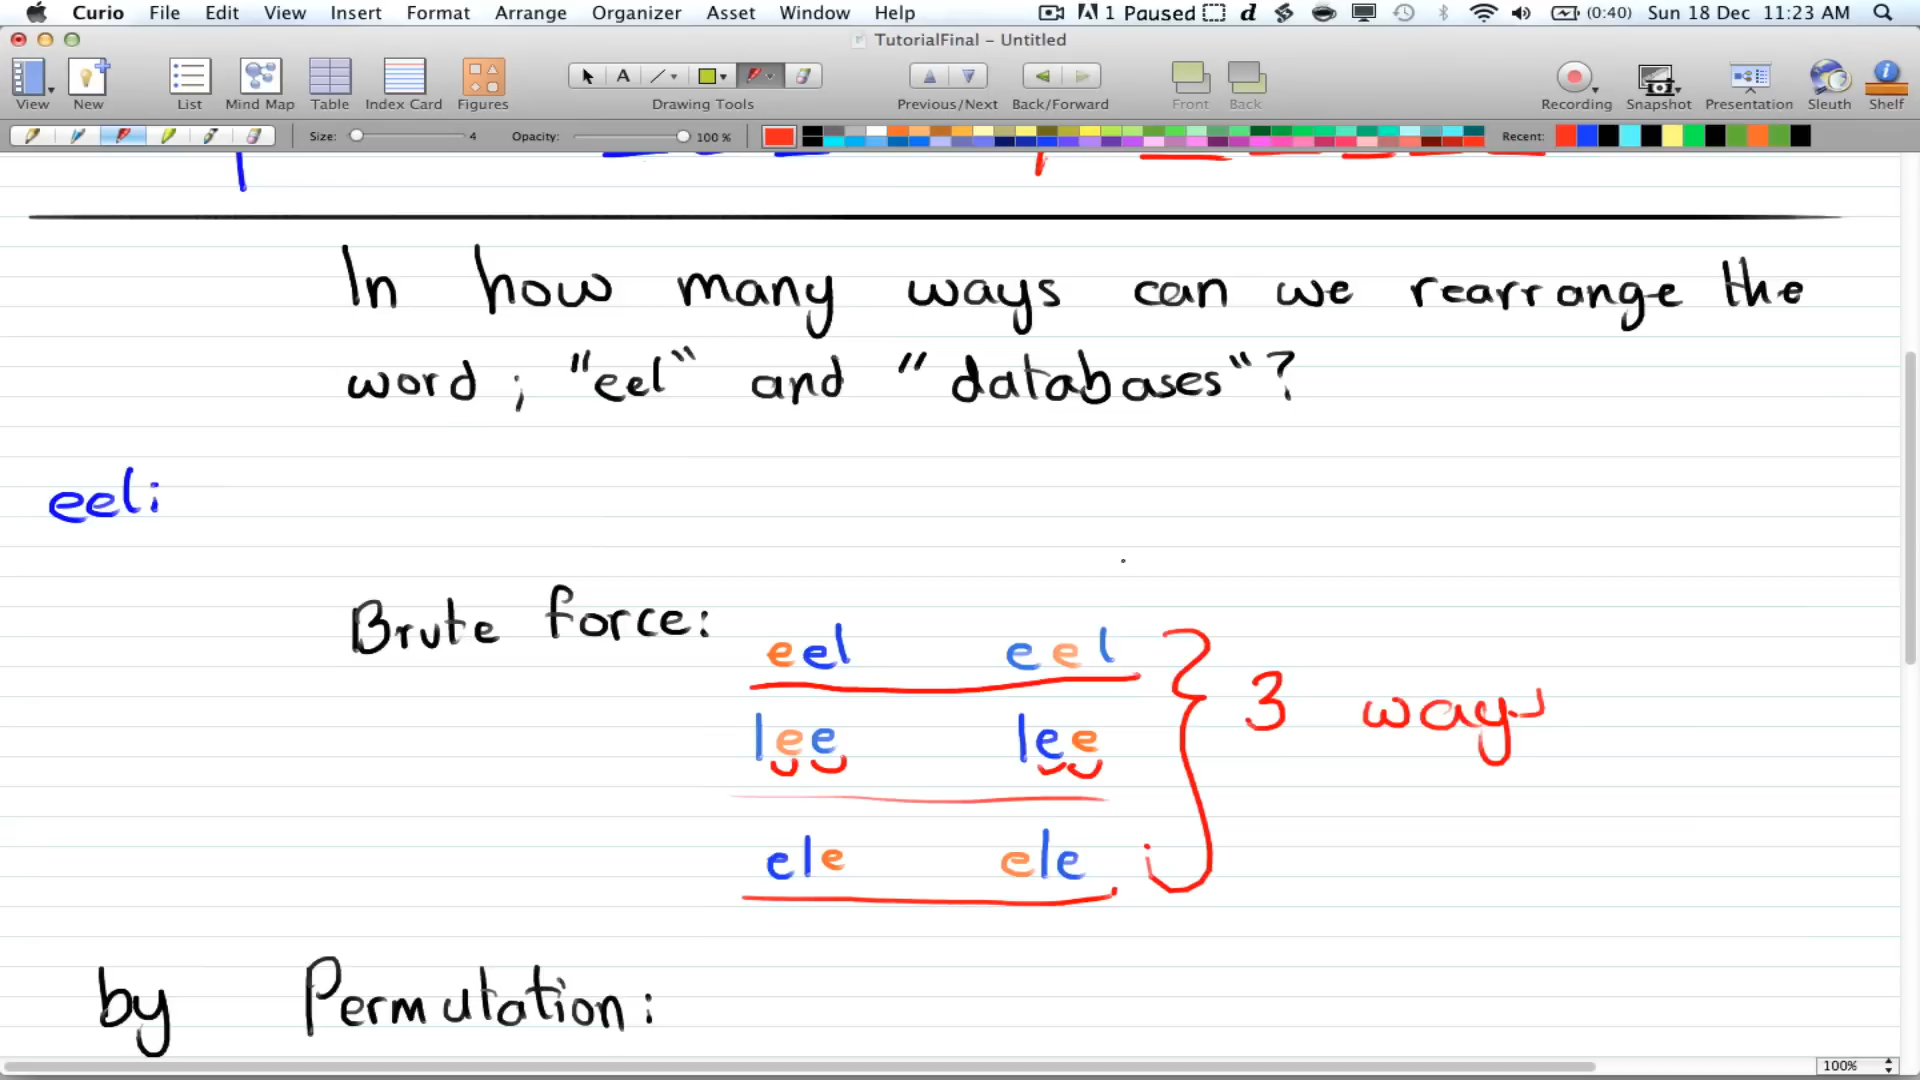 Curio File Edit View Insert Format Arrange Organizer Asset Window Help 1 Paused d (0:40) Sun 18 Dec 11:23 AM
TutorialFinal – Untitled
View New List Mind Map Table Index Card Figures Drawing Tools Previous/Next Back/Forward Front Back Recording Snapshot Presentation Sleuth Shelf
Size: 4 Opacity: 100 % Recent:
In how many ways can we rearrange the
word ; "eel" and "databases"?
eel:
Brute force:
eel eel
lee lee
ele ele
3 ways
by Permutation:
100%